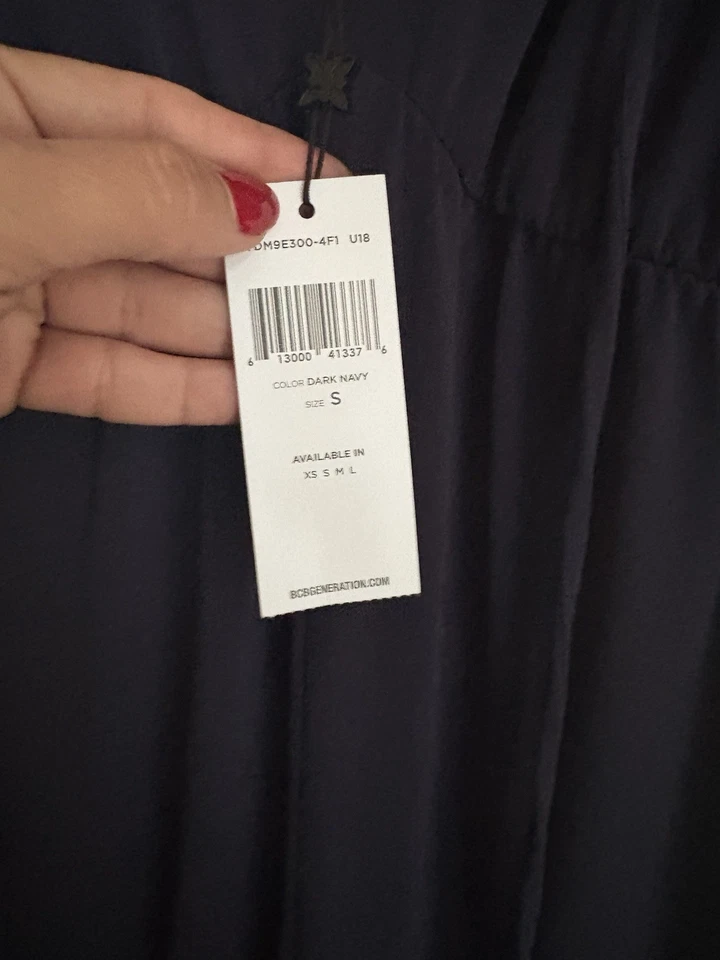 DM9E300-4F1 U18
6 13000 41337 6
COLOR DARK NAVY
SIZE S
AVAILABLE IN
XS S M L
BCBGENERATION.COM